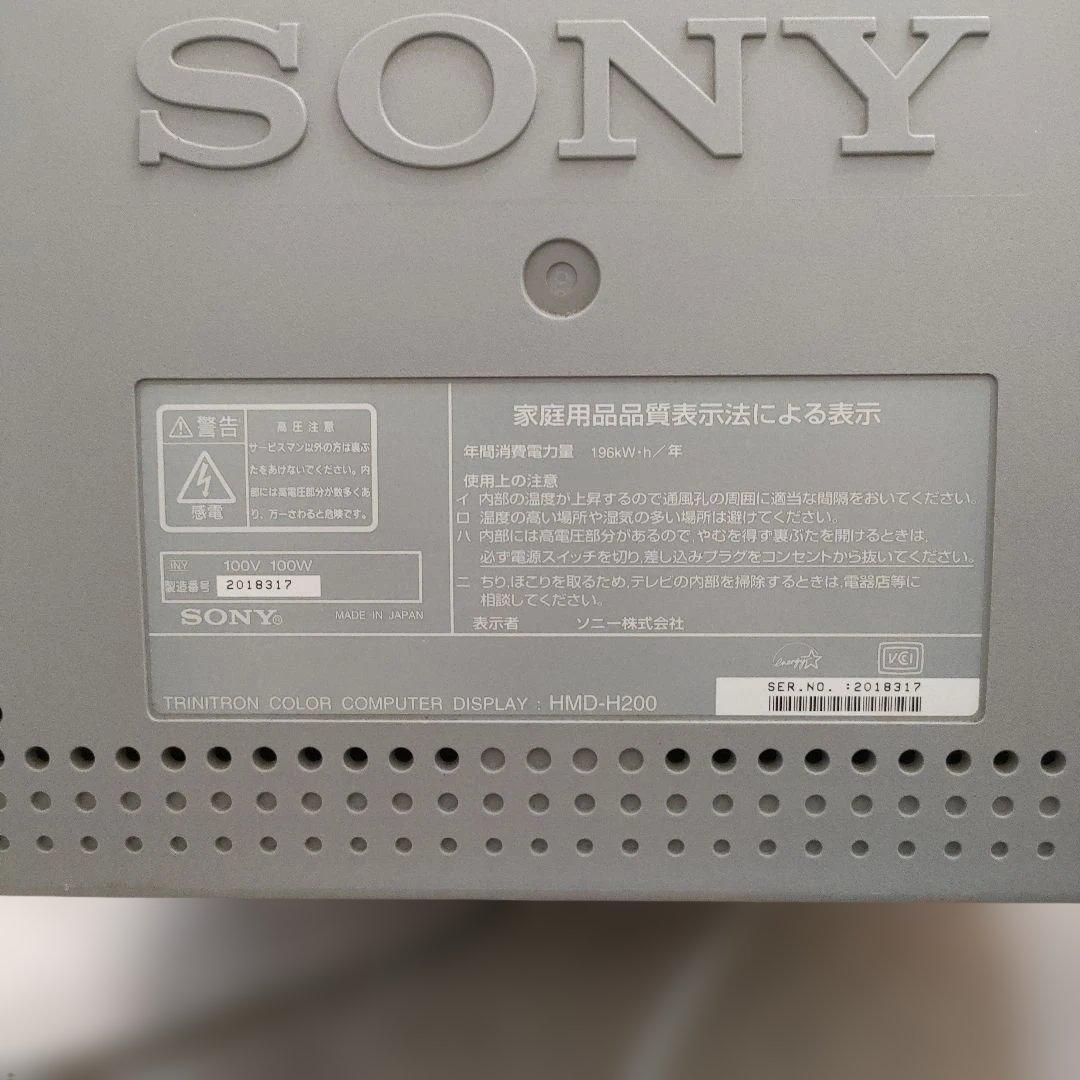 SONY
警告
感電
高圧注意
サービスマン以外の方は裏ぶ
たをあけないでください。内
部には高電圧部分が数多くあ
り、万一さわると危険です。
JNY 100V 100W
製造番号 2018317
SONY
MADE IN JAPAN
家庭用品品質表示法による表示
年間消費電力量 196kW・h／年
使用上の注意
イ 内部の温度が上昇するので通風孔の周囲に適当な間隔をおいてください。
ロ 温度の高い場所や湿気の多い場所は避けてください。
ハ 内部には高電圧部分があるので、やむを得ず裏ぶたを開けるときは、
必ず電源スイッチを切り,差し込みプラグをコンセントから抜いてください。
ニ ちり,ほこりを取るため,テレビの内部を掃除するときは,電器店等に
相談してください。
表示者 ソニー株式会社
energy
VCI
TRINITRON COLOR COMPUTER DISPLAY : HMD-H200
SER.NO. :2018317